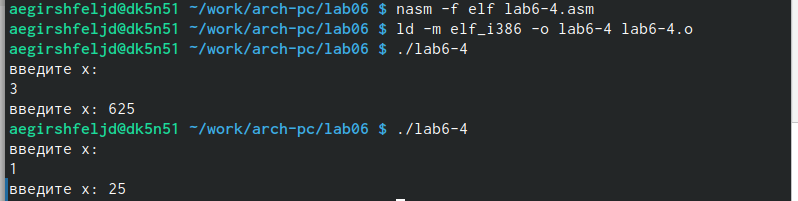 aegirshfeljd@dk5n51 ~/work/arch-pc/lab06 $ nasm -f elf lab6-4.asm
aegirshfeljd@dk5n51 ~/work/arch-pc/lab06 $ ld -m elf_i386 -o lab6-4 lab6-4.o
aegirshfeljd@dk5n51 ~/work/arch-pc/lab06 $ ./lab6-4
введите x:
3
введите x: 625
aegirshfeljd@dk5n51 ~/work/arch-pc/lab06 $ ./lab6-4
введите x:
1
введите x: 25